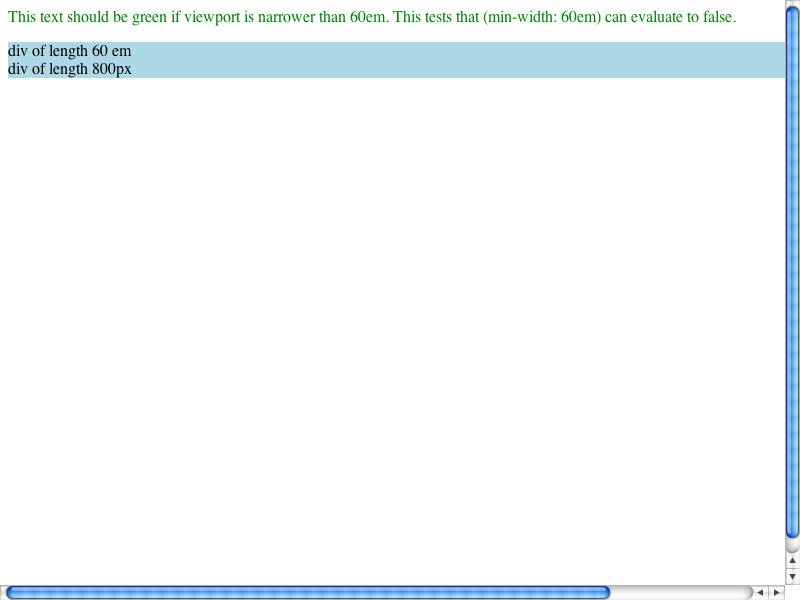 This text should be green if viewport is narrower than 60em. This tests that (min-width: 60em) can evaluate to false.
div of length 60 em
div of length 800px